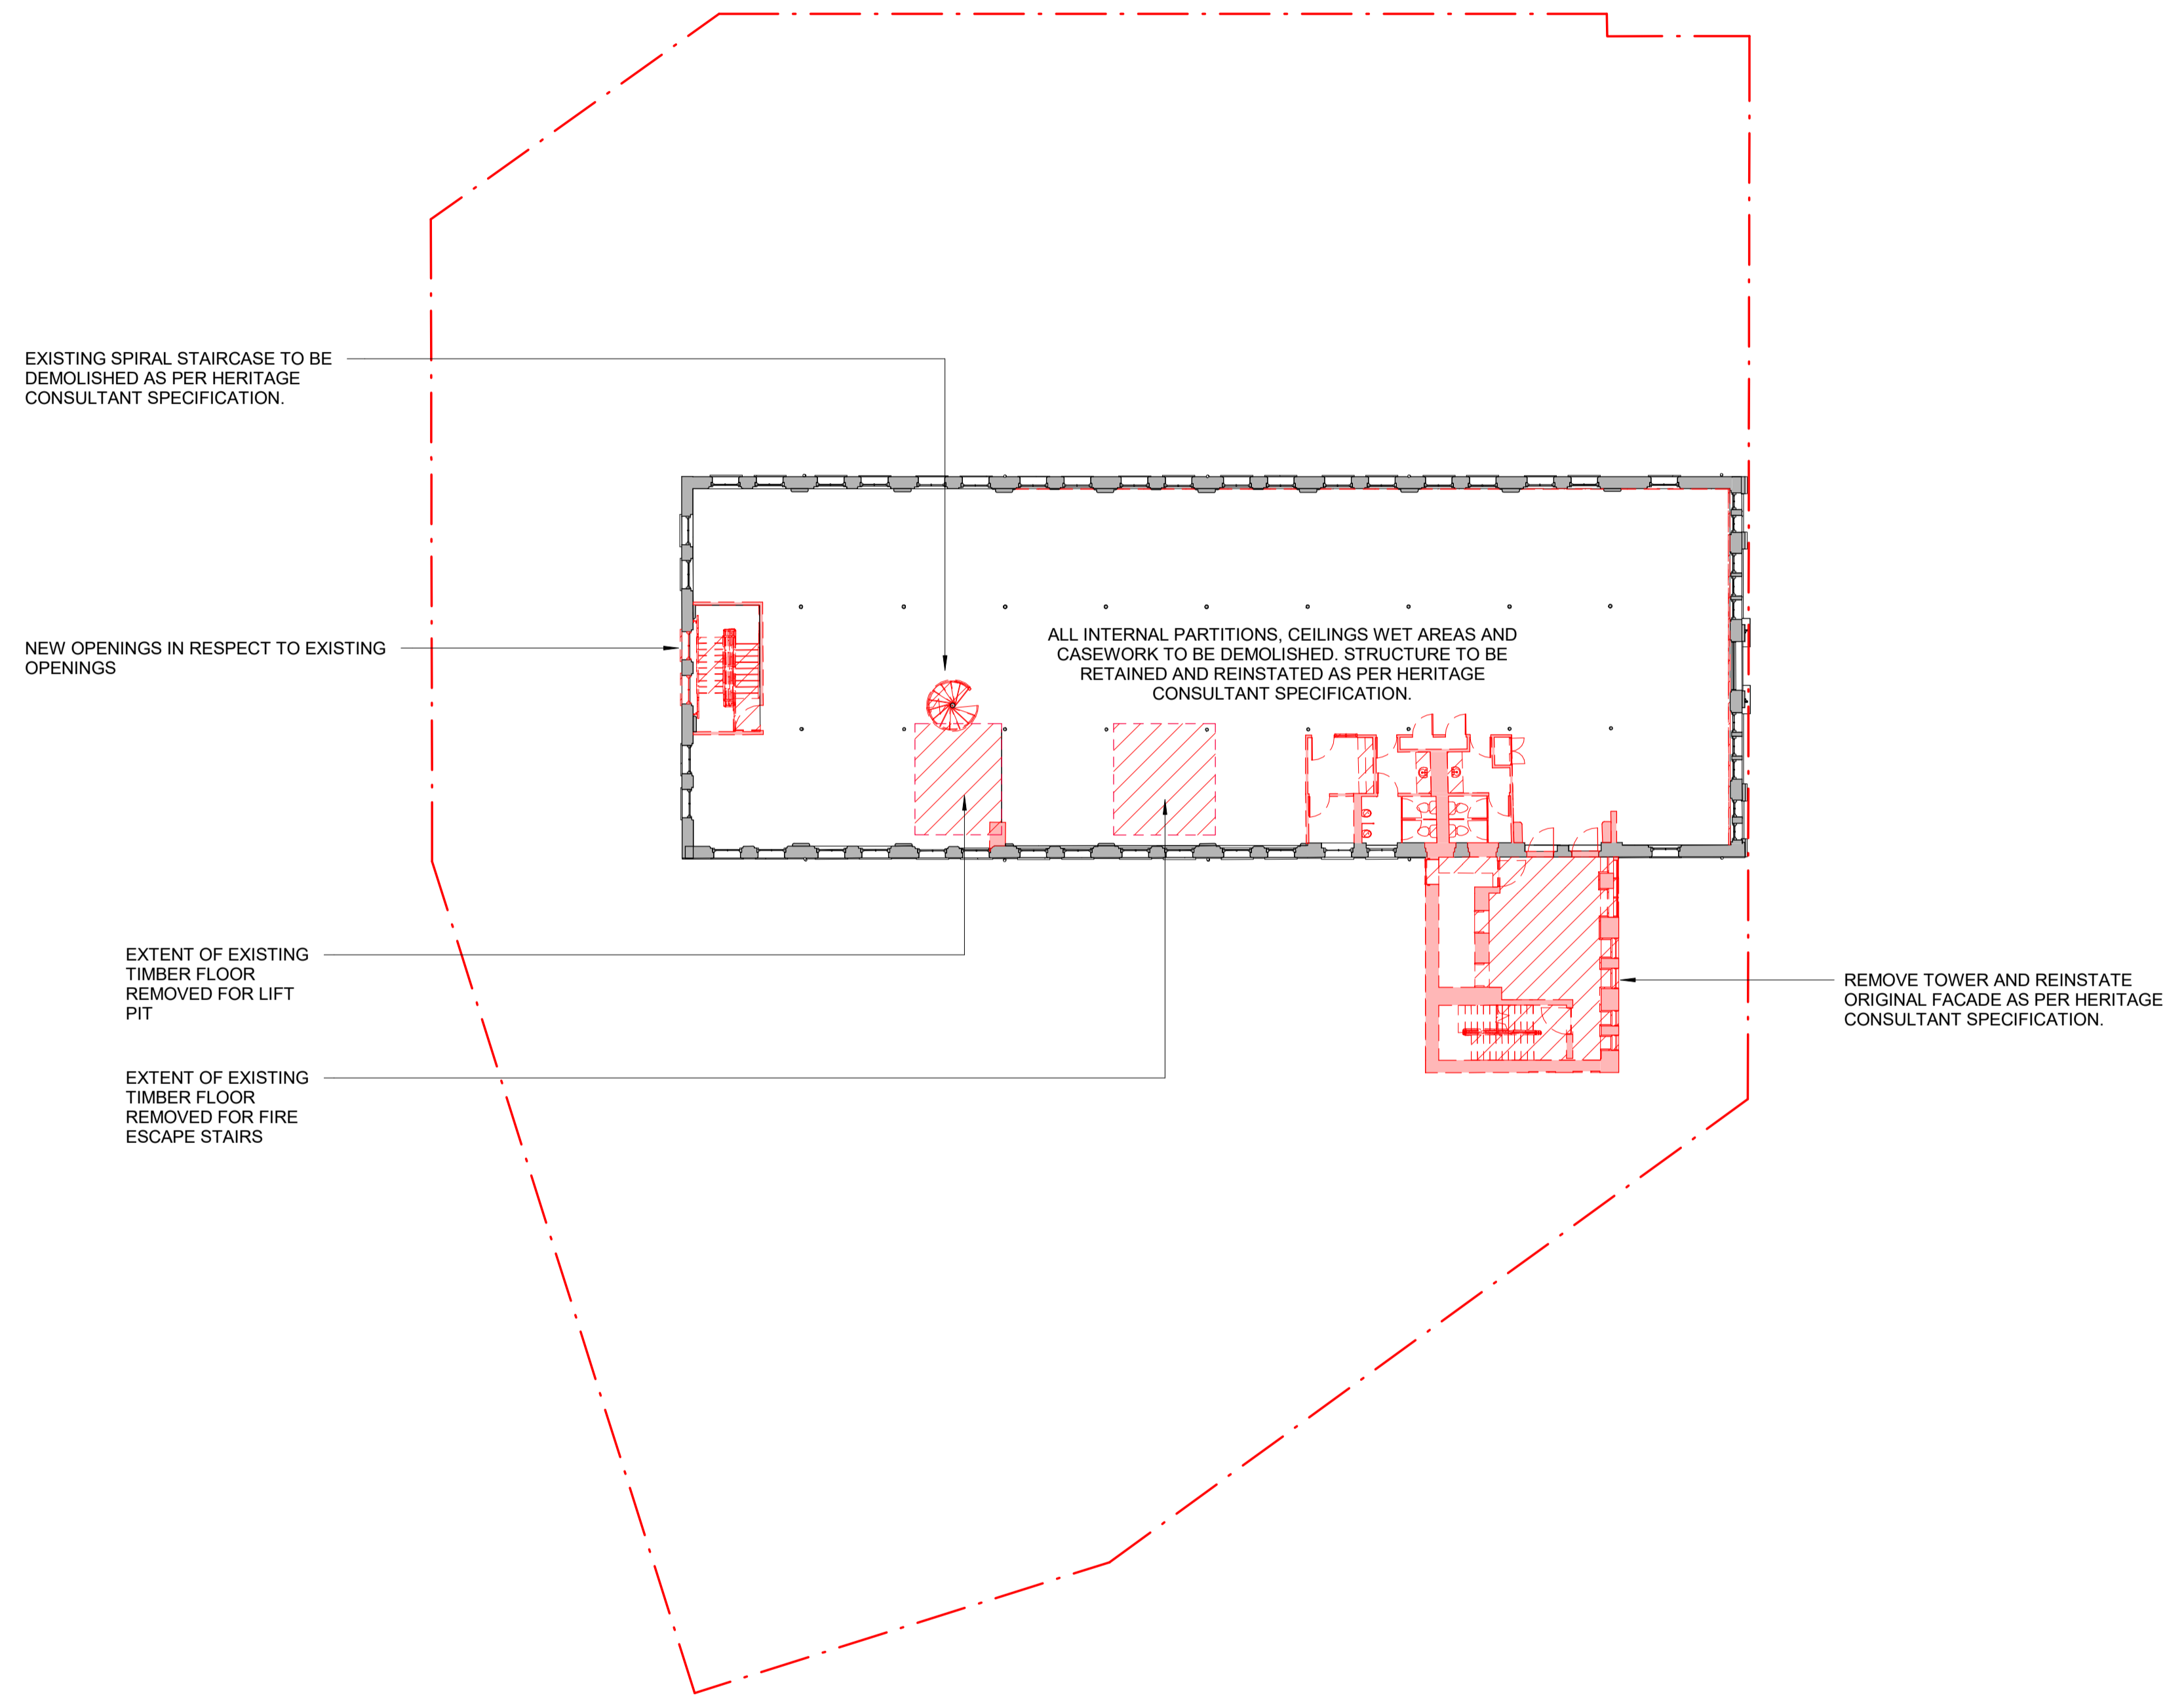 EXISTING SPIRAL STAIRCASE TO BE
DEMOLISHED AS PER HERITAGE
CONSULTANT SPECIFICATION.
NEW OPENINGS IN RESPECT TO EXISTING
OPENINGS
ALL INTERNAL PARTITIONS, CEILINGS WET AREAS AND
CASEWORK TO BE DEMOLISHED. STRUCTURE TO BE
RETAINED AND REINSTATED AS PER HERITAGE
CONSULTANT SPECIFICATION.
EXTENT OF EXISTING
TIMBER FLOOR
REMOVED FOR LIFT
PIT
EXTENT OF EXISTING
TIMBER FLOOR
REMOVED FOR FIRE
ESCAPE STAIRS
REMOVE TOWER AND REINSTATE
ORIGINAL FACADE AS PER HERITAGE
CONSULTANT SPECIFICATION.